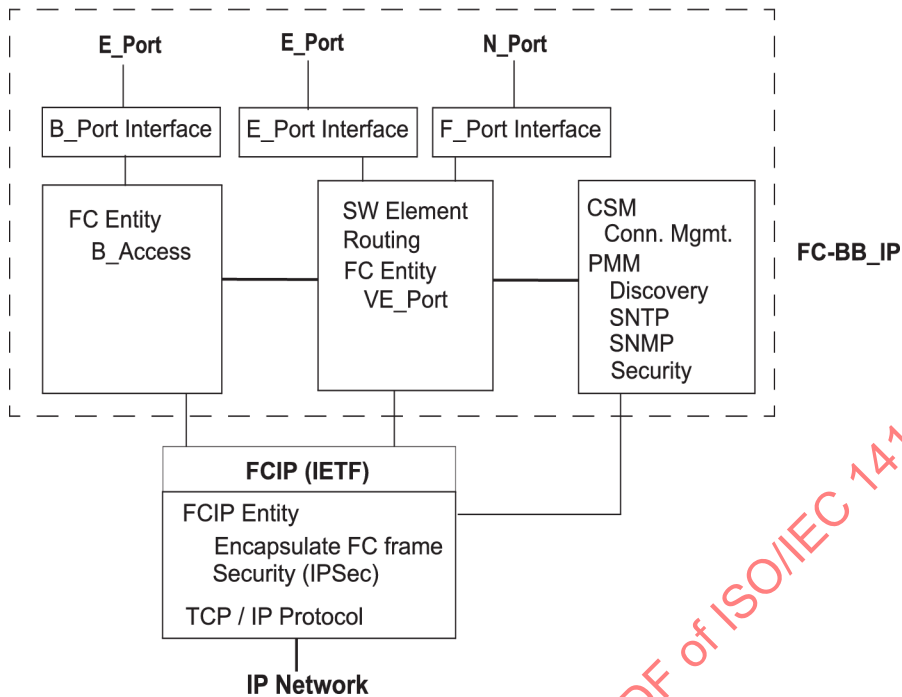 E_Port
E_Port
N_Port
B_Port Interface
E_Port Interface
F_Port Interface
FC Entity
B_Access
SW Element
Routing
FC Entity
VE_Port
CSM
Conn. Mgmt.
PMM
Discovery
SNTP
SNMP
Security
FC-BB_IP
FCIP (IETF)
FCIP Entity
Encapsulate FC frame
Security (IPSec)
TCP / IP Protocol
IP Network
of ISO/IEC 141